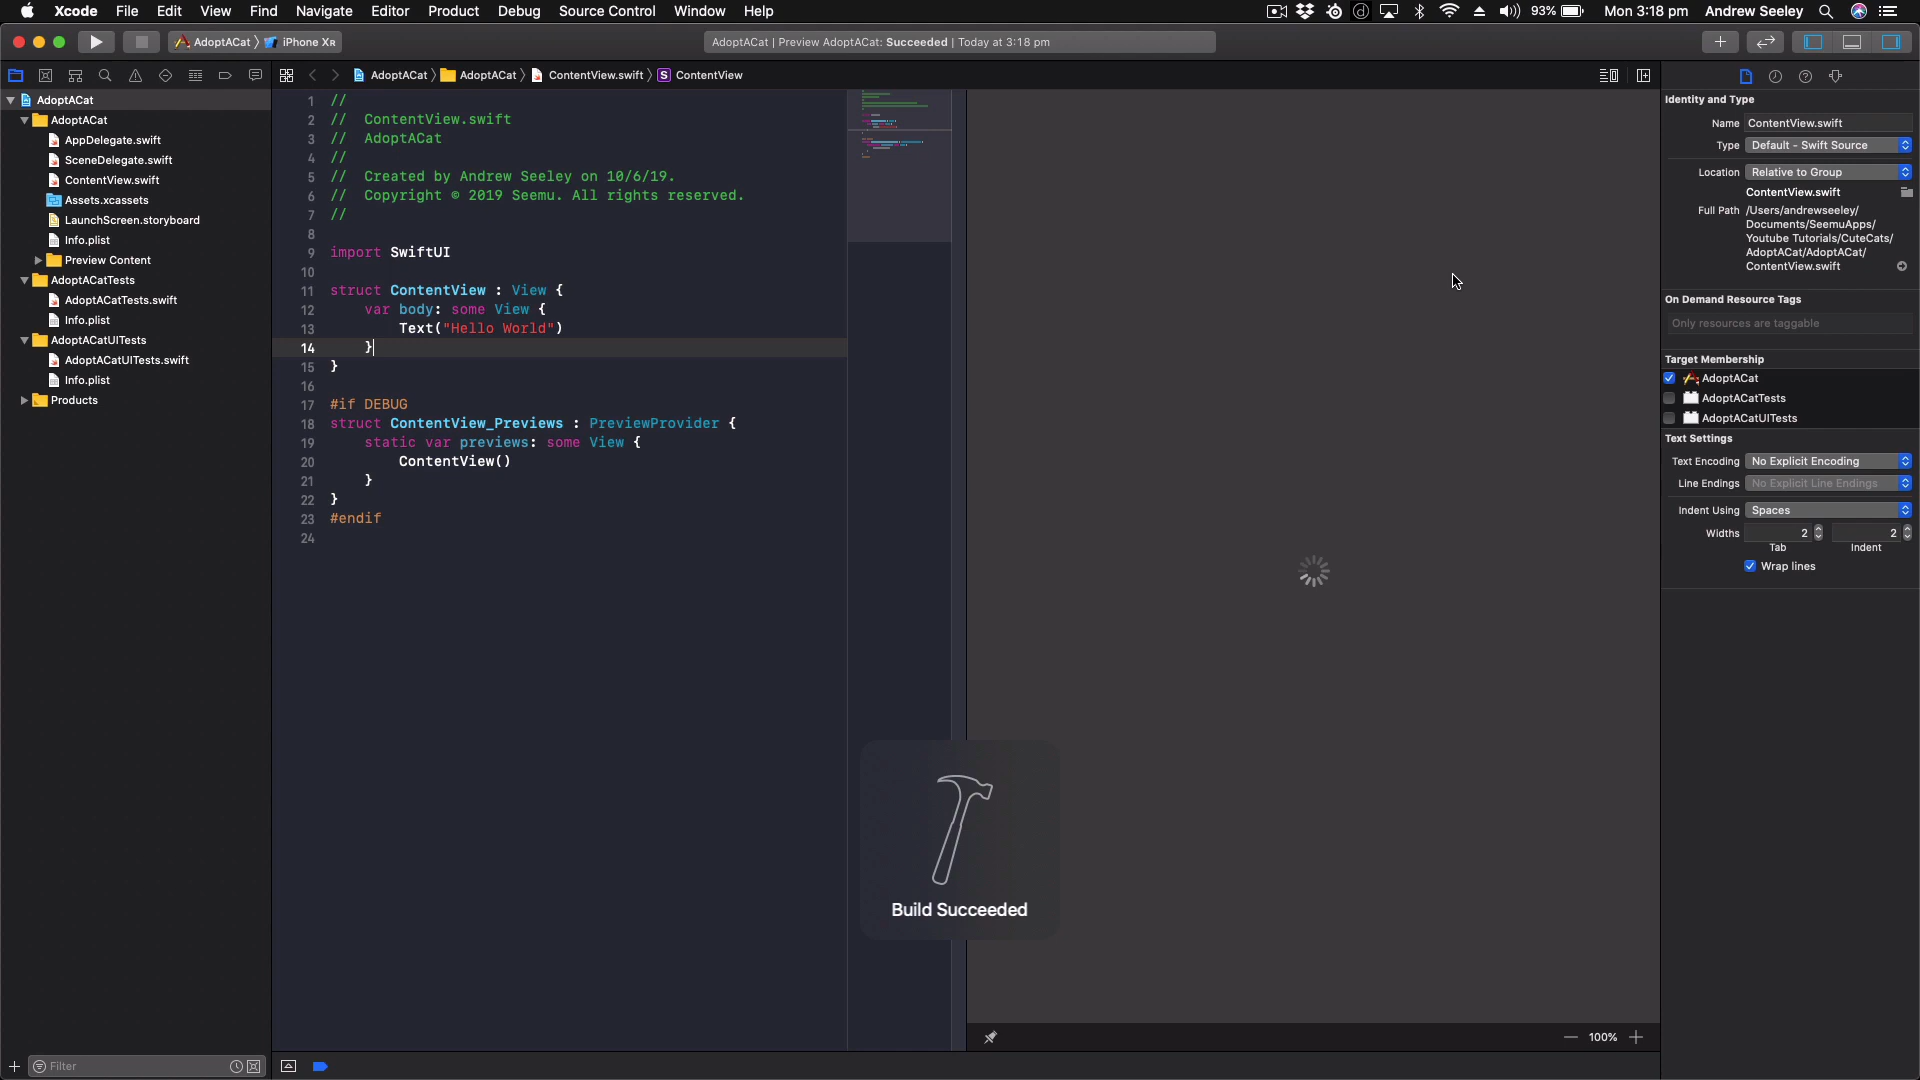 Xcode File Edit View Find Navigate Editor Product Debug Source Control Window Help 93% Mon 3:18 pm Andrew Seeley
AdoptACat iPhone XR AdoptACat | Preview AdoptACat: Succeeded | Today at 3:18 pm
AdoptACat AdoptACat ContentView.swift S ContentView
AdoptACat
AdoptACat
AppDelegate.swift
SceneDelegate.swift
ContentView.swift
Assets.xcassets
LaunchScreen.storyboard
Info.plist
Preview Content
AdoptACatTests
AdoptACatTests.swift
Info.plist
AdoptACatUITests
AdoptACatUITests.swift
Info.plist
Products
Filter
1 //
2 // ContentView.swift
3 // AdoptACat
4 //
5 // Created by Andrew Seeley on 10/6/19.
6 // Copyright © 2019 Seemu. All rights reserved.
7 //
8
9 import SwiftUI
10
11 struct ContentView : View {
12 var body: some View {
13 Text("Hello World")
14 }
15 }
16
17 #if DEBUG
18 struct ContentView_Previews : PreviewProvider {
19 static var previews: some View {
20 ContentView()
21 }
22 }
23 #endif
24
Build Succeeded
100%
Identity and Type
Name ContentView.swift
Type Default - Swift Source
Location Relative to Group
ContentView.swift
Full Path /Users/andrewseeley/
Documents/SeemuApps/
Youtube Tutorials/CuteCats/
AdoptACat/AdoptACat/
ContentView.swift
On Demand Resource Tags
Only resources are taggable
Target Membership
AdoptACat
AdoptACatTests
AdoptACatUITests
Text Settings
Text Encoding No Explicit Encoding
Line Endings No Explicit Line Endings
Indent Using Spaces
Widths 2 2
Tab Indent
Wrap lines